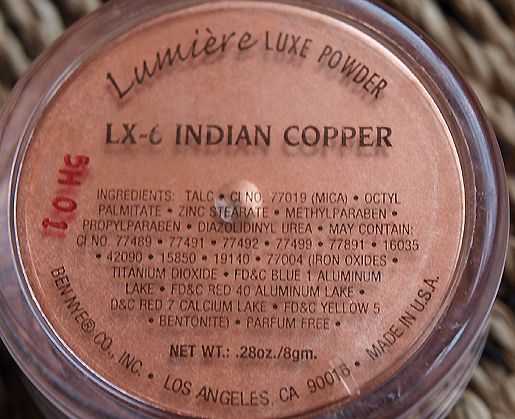 Lumière LUXE POWDER
LX-6 INDIAN COPPER
INGREDIENTS: TALC • CI NO. 77019 (MICA) • OCTYL
PALMITATE • ZINC STEARATE • METHYLPARABEN •
PROPYLPARABEN • DIAZOLIDINYL UREA • MAY CONTAIN:
CI NO. 77489 • 77491 • 77492 • 77499 • 77891 • 16035
• 42090 • 15850 • 19140 • 77004 (IRON OXIDES •
TITANIUM DIOXIDE • FD&C BLUE 1 ALUMINUM
LAKE • FD&C RED 40 ALUMINUM LAKE •
D&C RED 7 CALCIUM LAKE • FD&C YELLOW 5
• BENTONITE) • PARFUM FREE •
NET WT: .28oz./8gm.
BEN NYE® CO., INC. • LOS ANGELES, CA 90016 • MADE IN U.S.A.